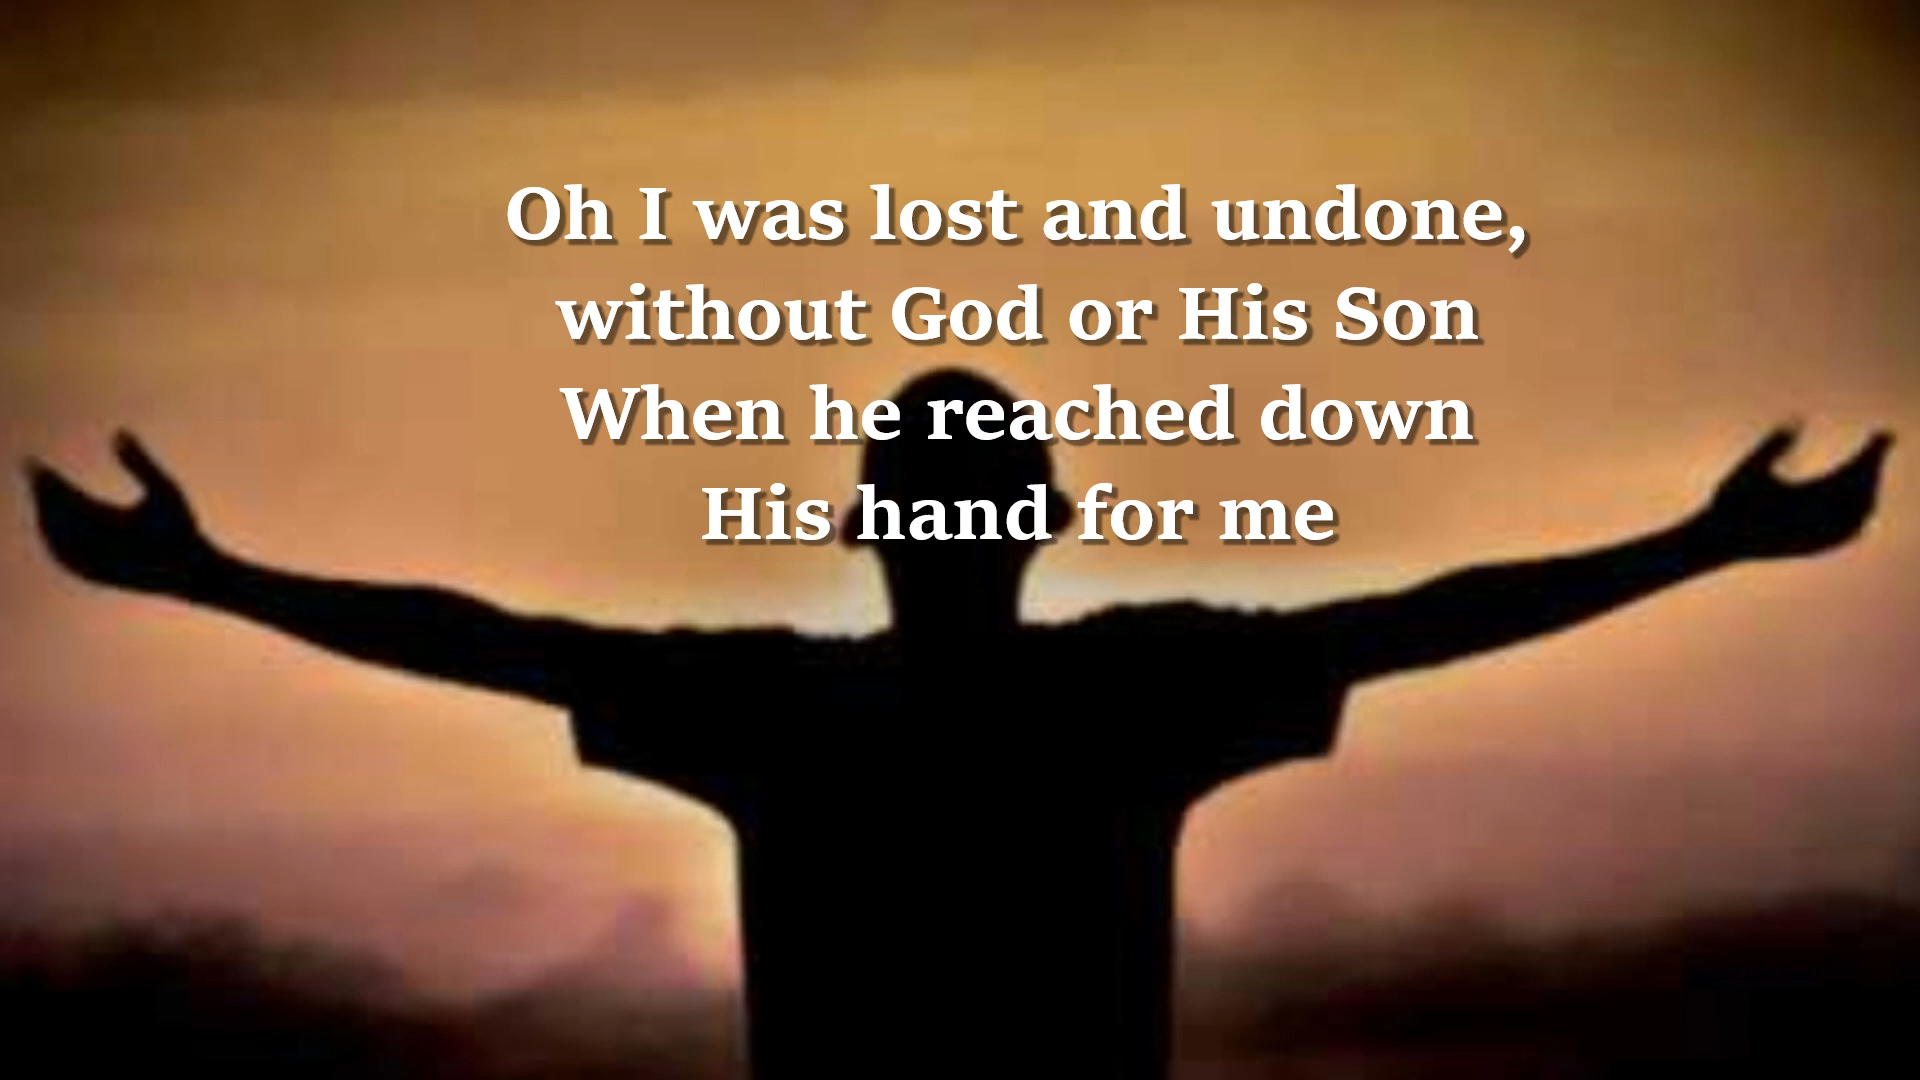 Oh I was lost and undone,
without God or His Son
When he reached down
His hand for me